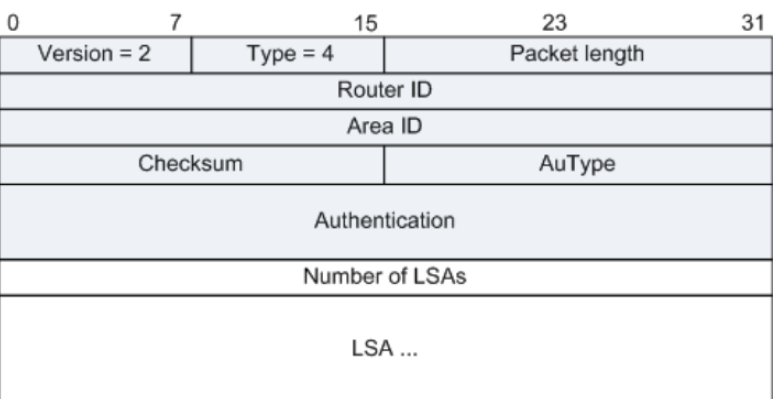 0 7 15 23 31
Version = 2 Type = 4 Packet length
Router ID
Area ID
Checksum AuType
Authentication
Number of LSAs
LSA ...